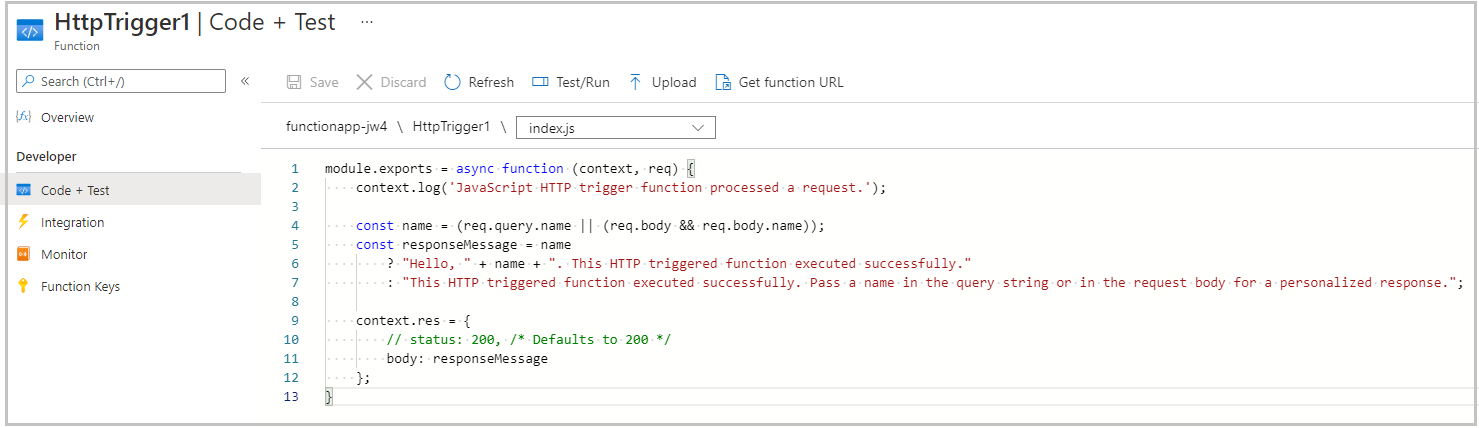 HttpTrigger1 | Code + Test ...
Function
Search (Ctrl+/) «
Save Discard Refresh Test/Run Upload Get function URL
Overview
Developer
Code + Test
Integration
Monitor
Function Keys
functionapp-jw4 \ HttpTrigger1 \ index.js
1 module.exports = async function (context, req) {
2     context.log('JavaScript HTTP trigger function processed a request.');
3
4     const name = (req.query.name || (req.body && req.body.name));
5     const responseMessage = name
6         ? "Hello, " + name + ". This HTTP triggered function executed successfully."
7         : "This HTTP triggered function executed successfully. Pass a name in the query string or in the request body for a personalized response.";
8
9     context.res = {
10         // status: 200, /* Defaults to 200 */
11         body: responseMessage
12     };
13 }